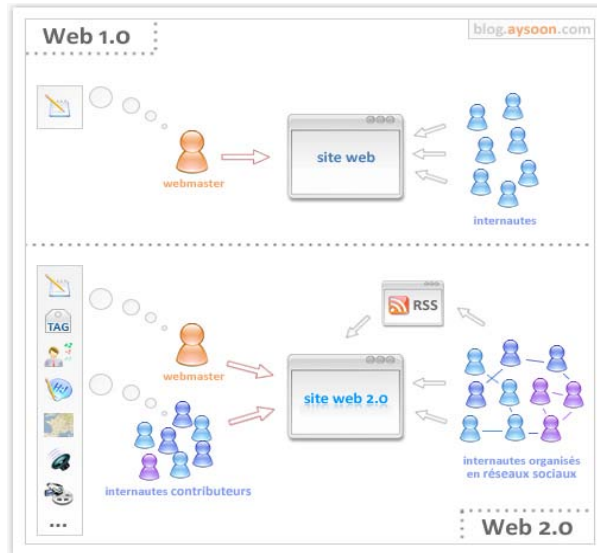 Web 1.0
blog.aysoon.com
site web
webmaster
internautes
TAG
RSS
webmaster
site web 2.0
internautes contributeurs
internautes organisés
en réseaux sociaux
...
Web 2.0